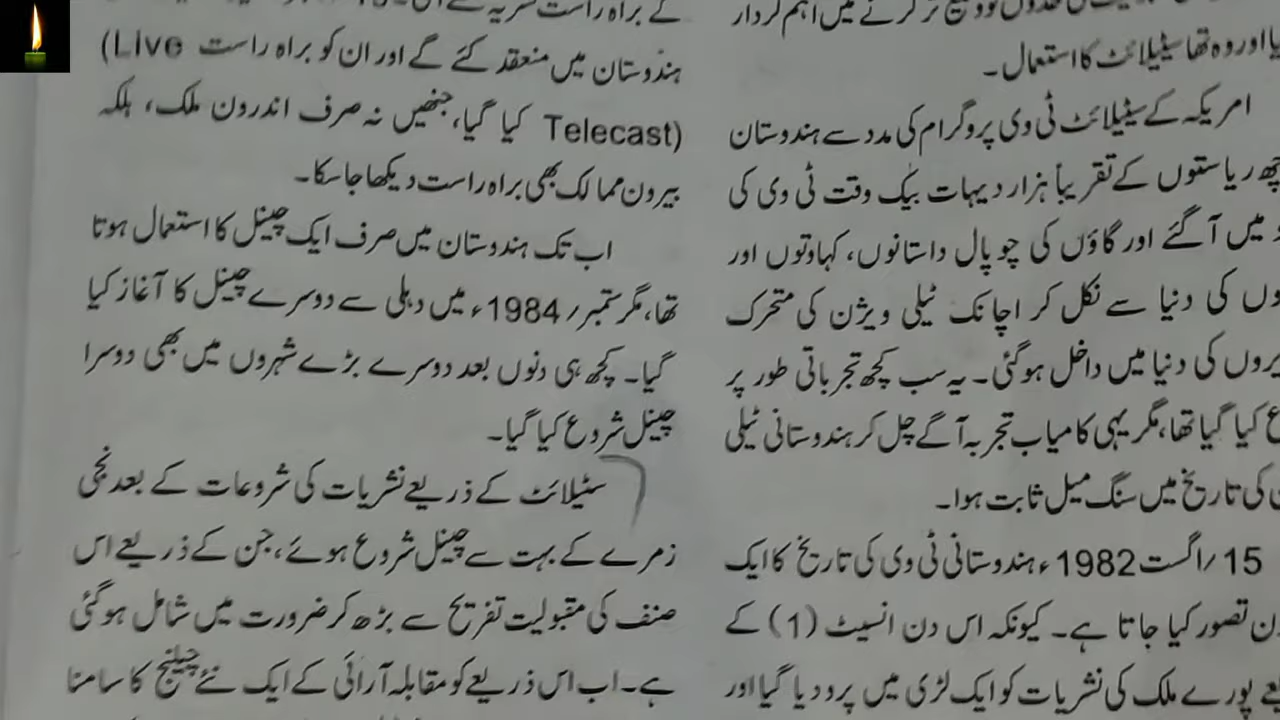 اہم کردار
یا اور وہ تھا سیٹیلائٹ کا استعمال۔
امریکہ کے سیٹیلائٹ ٹی وی پروگرام کی مدد سے ہندوستان
ریاستوں کے تقریباً ہزار دیہات بیک وقت ٹی وی کی
میں آگئے اور گاؤں کی چوپال داستانوں، کہاوتوں اور
کی دنیا سے نکل کر اچانک ٹیلی ویژن کی متحرک
کی دنیا میں داخل ہوگئی۔ یہ سب کچھ تجرباتی طور پر
کیا گیا تھا، مگر یہی کامیاب تجربہ آگے چل کر ہندوستانی ٹیلی
کی تاریخ میں سنگ میل ثابت ہوا۔
15/ اگست 1982ء ہندوستانی ٹی وی کی تاریخ کا ایک
تصور کیا جاتا ہے۔ کیونکہ اس دن انسیٹ (1) کے
پورے ملک کی نشریات کو ایک لڑی میں پرو دیا گیا اور
کے براہ راست نشریہ سے
ہندوستان میں منعقد کئے گے اور ان کو براہ راست Live)
(Telecast کیا گیا، جنھیں نہ صرف اندرون ملک، بلکہ
بیرون ممالک بھی براہ راست دیکھا جاسکا۔
اب تک ہندوستان میں صرف ایک چینل کا استعمال ہوتا
تھا، مگر ستمبر/ 1984ء میں دہلی سے دوسرے چینل کا آغاز کیا
گیا۔ کچھ ہی دنوں بعد دوسرے بڑے شہروں میں بھی دوسرا
چینل شروع کیا گیا۔
سٹیلائٹ کے ذریعے نشریات کی شروعات کے بعد نجی
زمرے کے بہت سے چینل شروع ہوئے، جن کے ذریعے اس
صنف کی مقبولیت تفریح سے بڑھ کر ضرورت میں شامل ہوگئی
ہے۔ اب اس ذریعے کو مقابلہ آرائی کے ایک نئے چیلنج کا سامنا